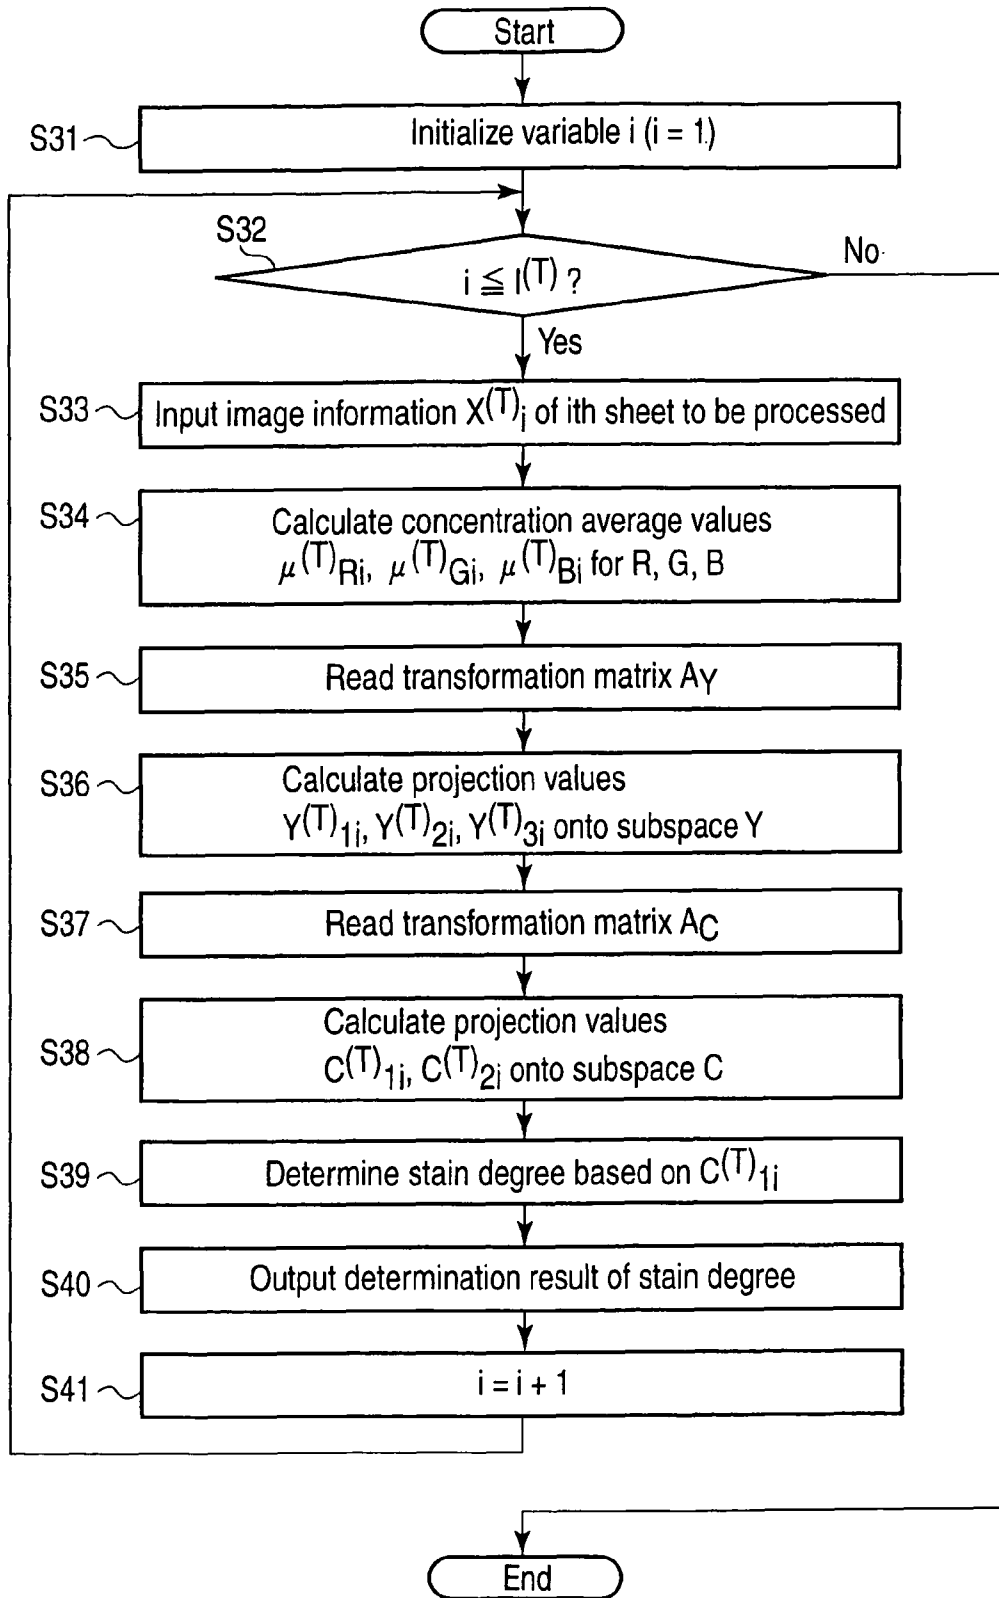 Start
S31
Initialize variable i (i = 1)
S32
i ≦ I(T) ?
No
Yes
S33
Input image information X(T)i of ith sheet to be processed
S34
Calculate concentration average values
μ(T)Ri, μ(T)Gi, μ(T)Bi for R, G, B
S35
Read transformation matrix AY
S36
Calculate projection values
Y(T)1i, Y(T)2i, Y(T)3i onto subspace Y
S37
Read transformation matrix AC
S38
Calculate projection values
C(T)1i, C(T)2i onto subspace C
S39
Determine stain degree based on C(T)1i
S40
Output determination result of stain degree
S41
i = i + 1
End